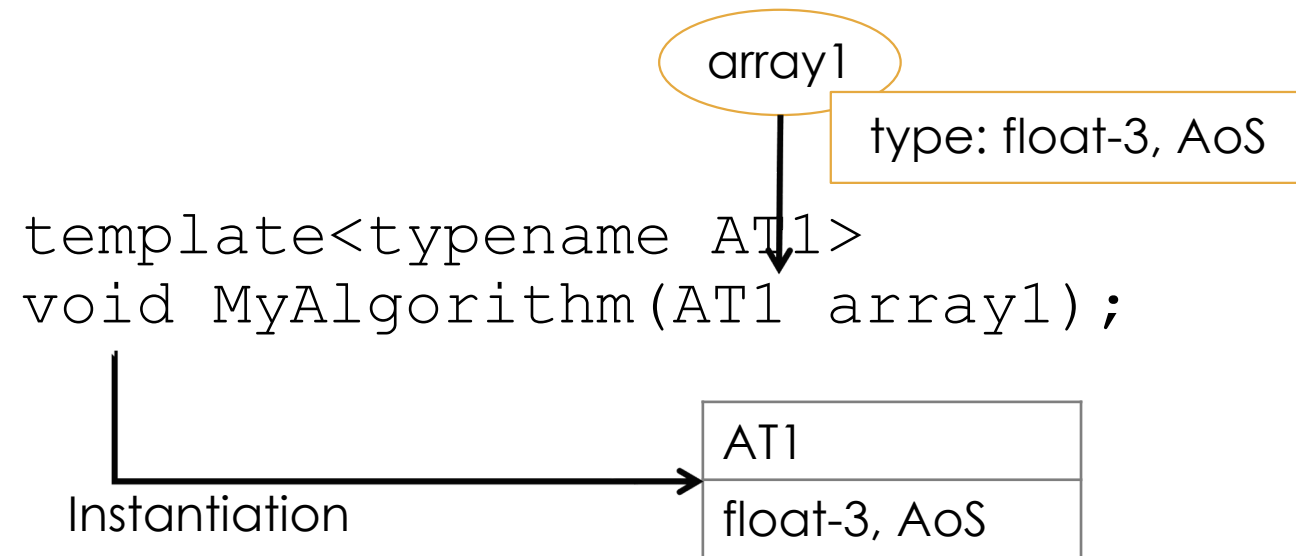 array1
type: float-3, AoS
template<typename AT1>
void MyAlgorithm(AT1 array1);
AT1
Instantiation
float-3, AoS